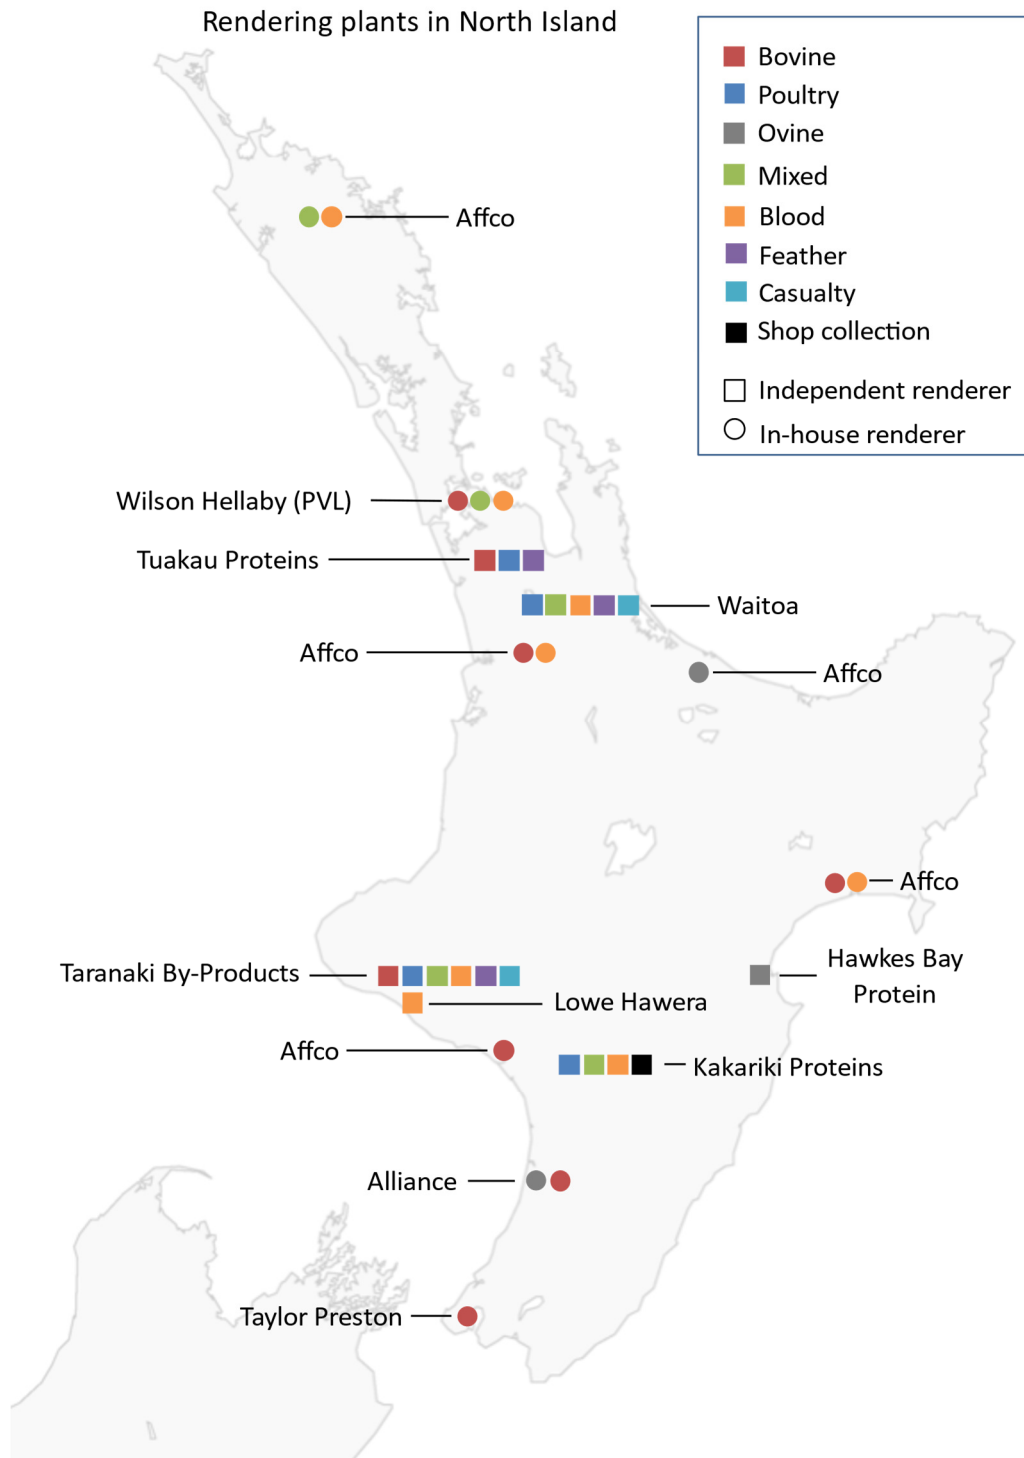 Rendering plants in North Island
Bovine
Poultry
Ovine
Mixed
Blood
Feather
Casualty
Shop collection
Independent renderer
In-house renderer
Affco
Wilson Hellaby (PVL)
Tuakau Proteins
Waitoa
Affco
Affco
Affco
Taranaki By-Products
Hawkes Bay
Protein
Lowe Hawera
Affco
Kakariki Proteins
Alliance
Taylor Preston